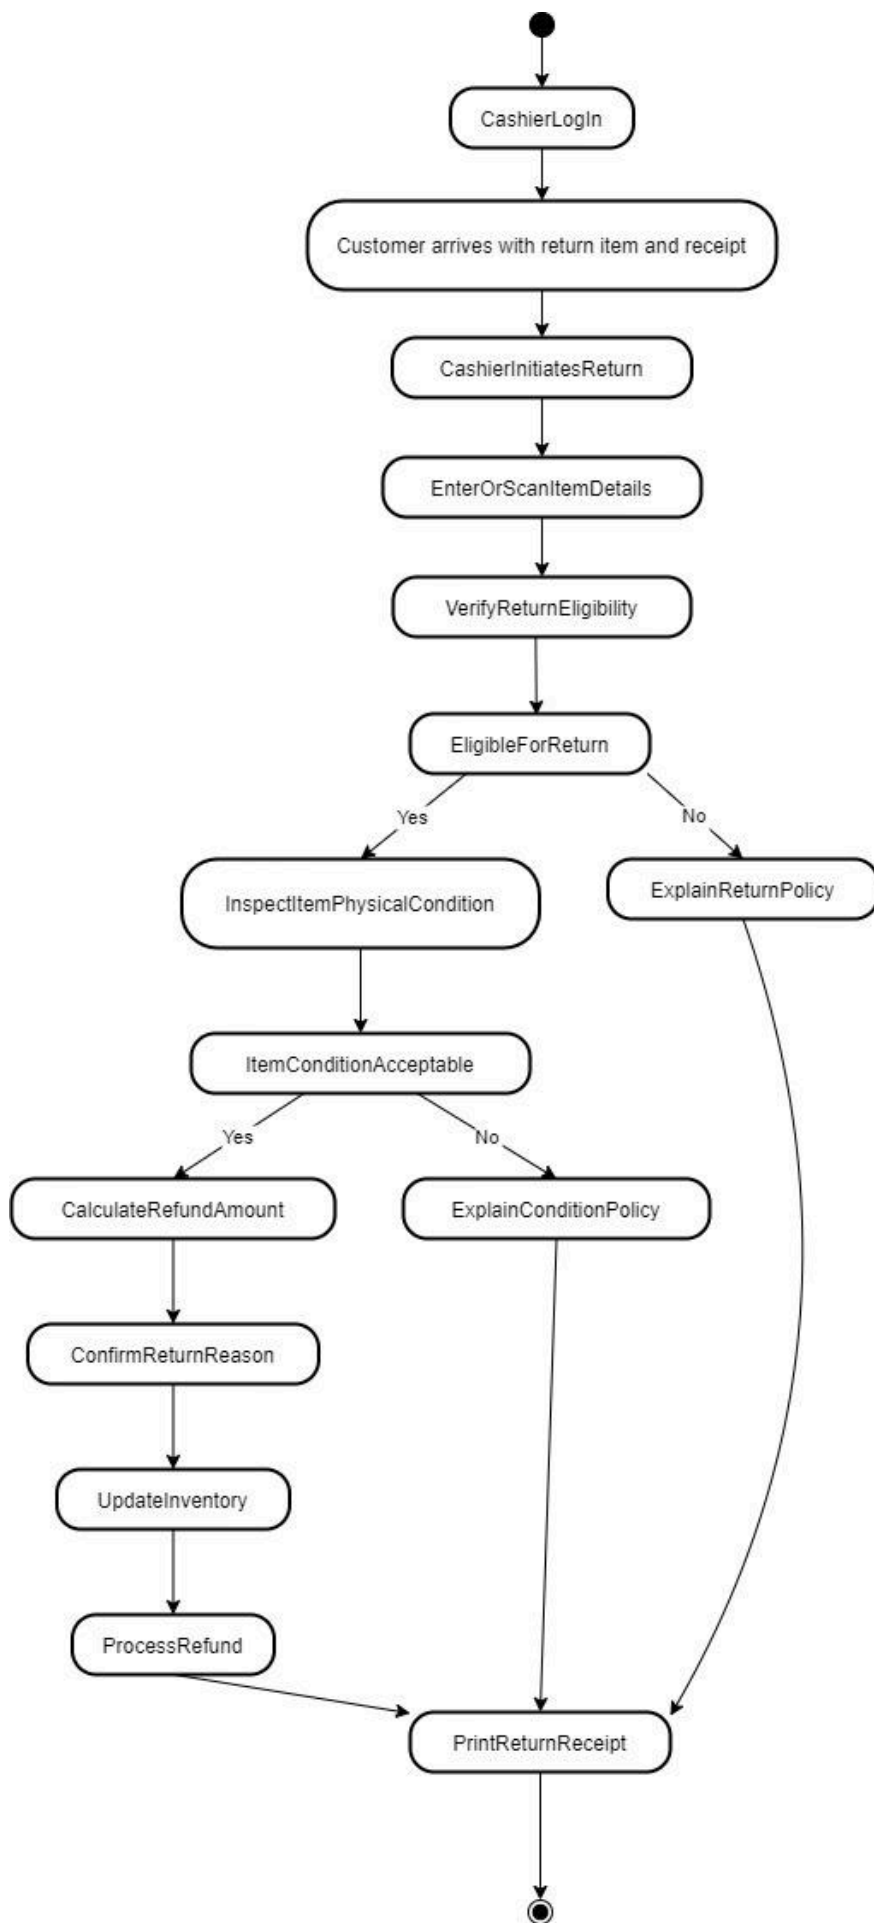 CashierLogIn
Customer arrives with return item and receipt
CashierInitiatesReturn
EnterOrScanItemDetails
VerifyReturnEligibility
EligibleForReturn
Yes
No
InspectItemPhysicalCondition
ExplainReturnPolicy
ItemConditionAcceptable
Yes
No
CalculateRefundAmount
ExplainConditionPolicy
ConfirmReturnReason
UpdateInventory
ProcessRefund
PrintReturnReceipt